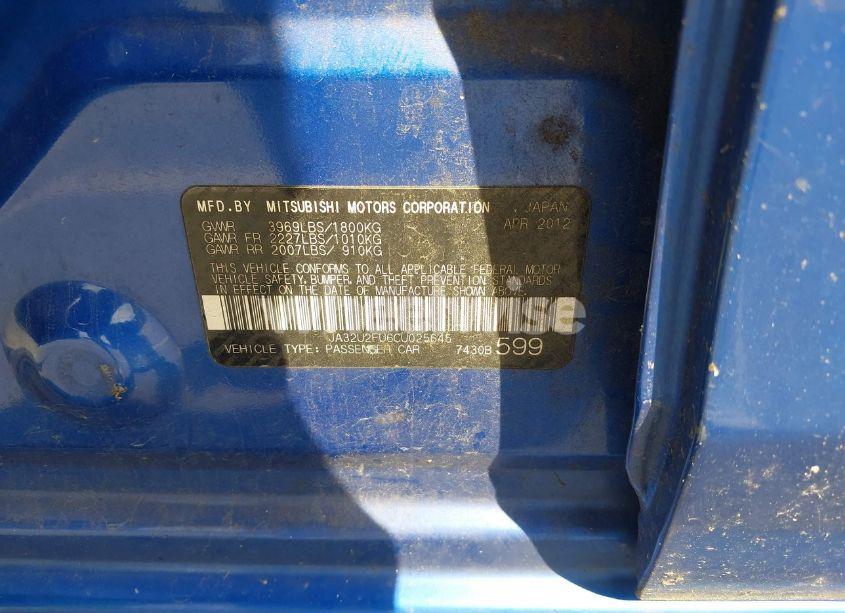 MFD.BY MITSUBISHI MOTORS CORPORATION , JAPAN
GVWR 3969LBS/1800KG APR 2012
GAWR FR 2227LBS/1010KG
GAWR RR 2007LBS/ 910KG
THIS VEHICLE CONFORMS TO ALL APPLICABLE FEDERAL MOTOR
VEHICLE SAFETY, BUMPER, AND THEFT PREVENTION STANDARDS
IN EFFECT ON THE DATE OF MANUFACTURE SHOWN ABOVE.
JA32U2FU6CU025645
VEHICLE TYPE: PASSENGER CAR 7430B 599